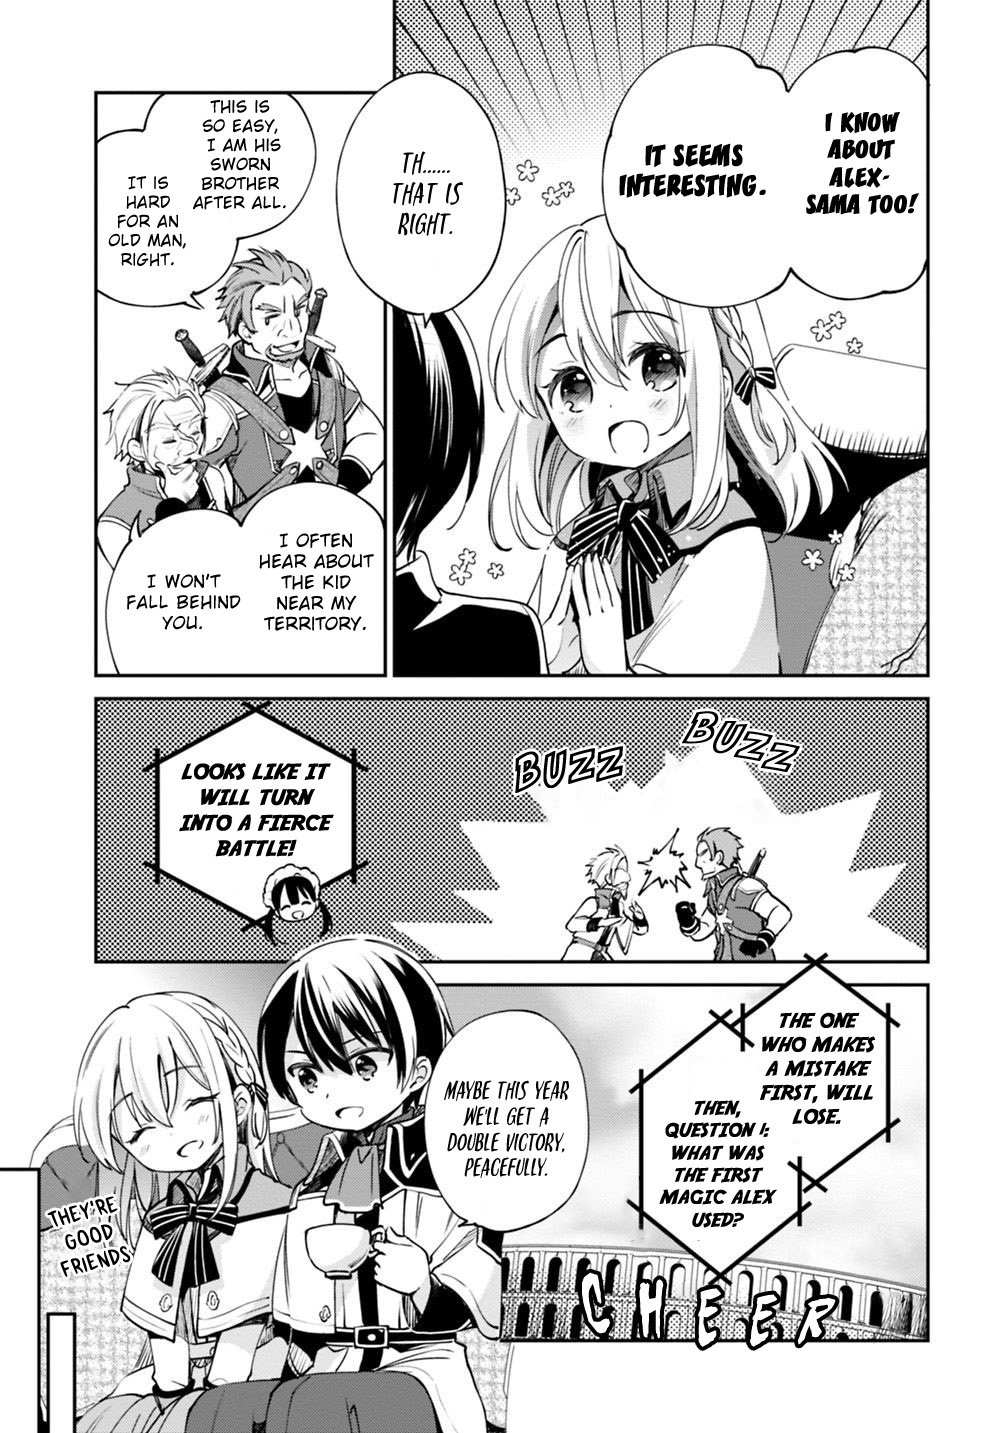 I KNOW
ABOUT
ALEX-
SAMA TOO!
IT SEEMS
INTERESTING.
TH......
THAT IS
RIGHT.
THIS IS
SO EASY,
I AM HIS
SWORN
BROTHER
AFTER ALL.
IT IS
HARD
FOR AN
OLD MAN,
RIGHT.
I OFTEN
HEAR ABOUT
THE KID
NEAR MY
TERRITORY.
I WON'T
FALL BEHIND
YOU.
BUZZ
BUZZ
LOOKS LIKE IT
WILL TURN
INTO A FIERCE
BATTLE!
THE ONE
WHO MAKES
A MISTAKE
FIRST, WILL
LOSE.
THEN,
QUESTION 1:
WHAT WAS
THE FIRST
MAGIC ALEX
USED?
CHEER
MAYBE THIS YEAR
WE'LL GET A
DOUBLE VICTORY,
PEACEFULLY.
THEY'RE
GOOD
FRIENDS